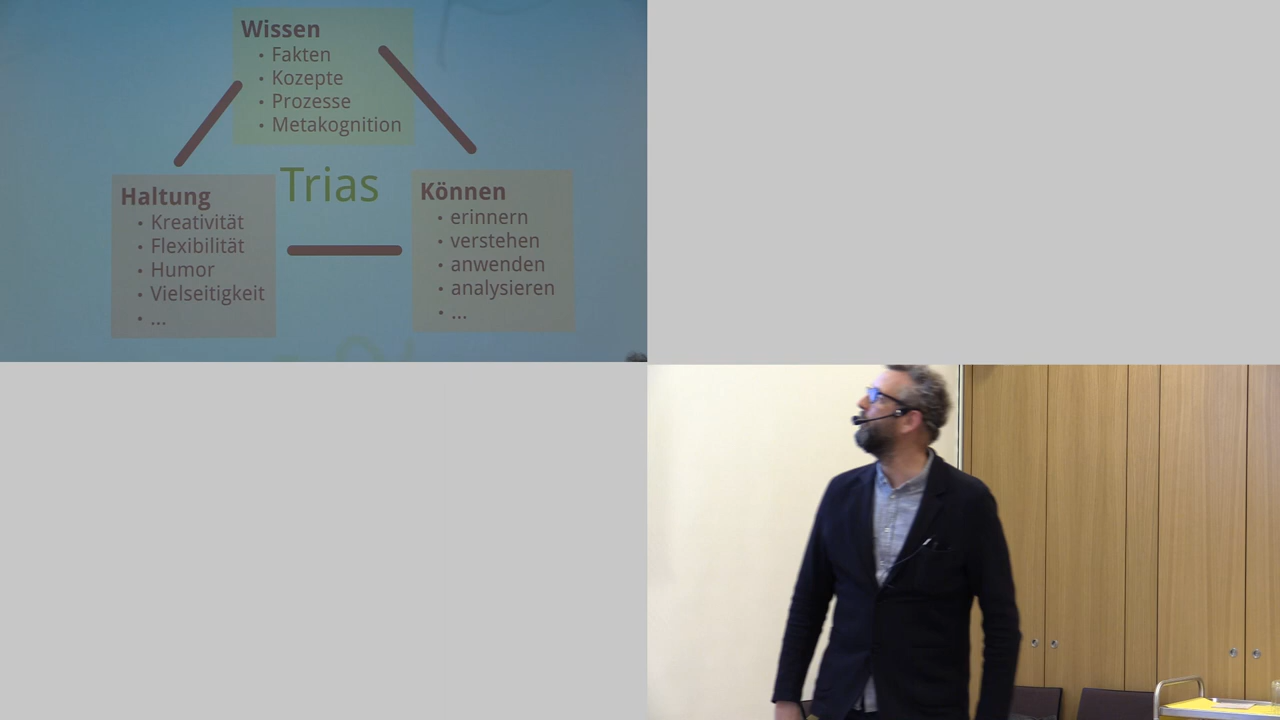 Wissen
• Fakten
• Kozepte
• Prozesse
• Metakognition
Trias
Haltung
• Kreativität
• Flexibilität
• Humor
• Vielseitigkeit
• ...
Können
• erinnern
• verstehen
• anwenden
• analysieren
• ...